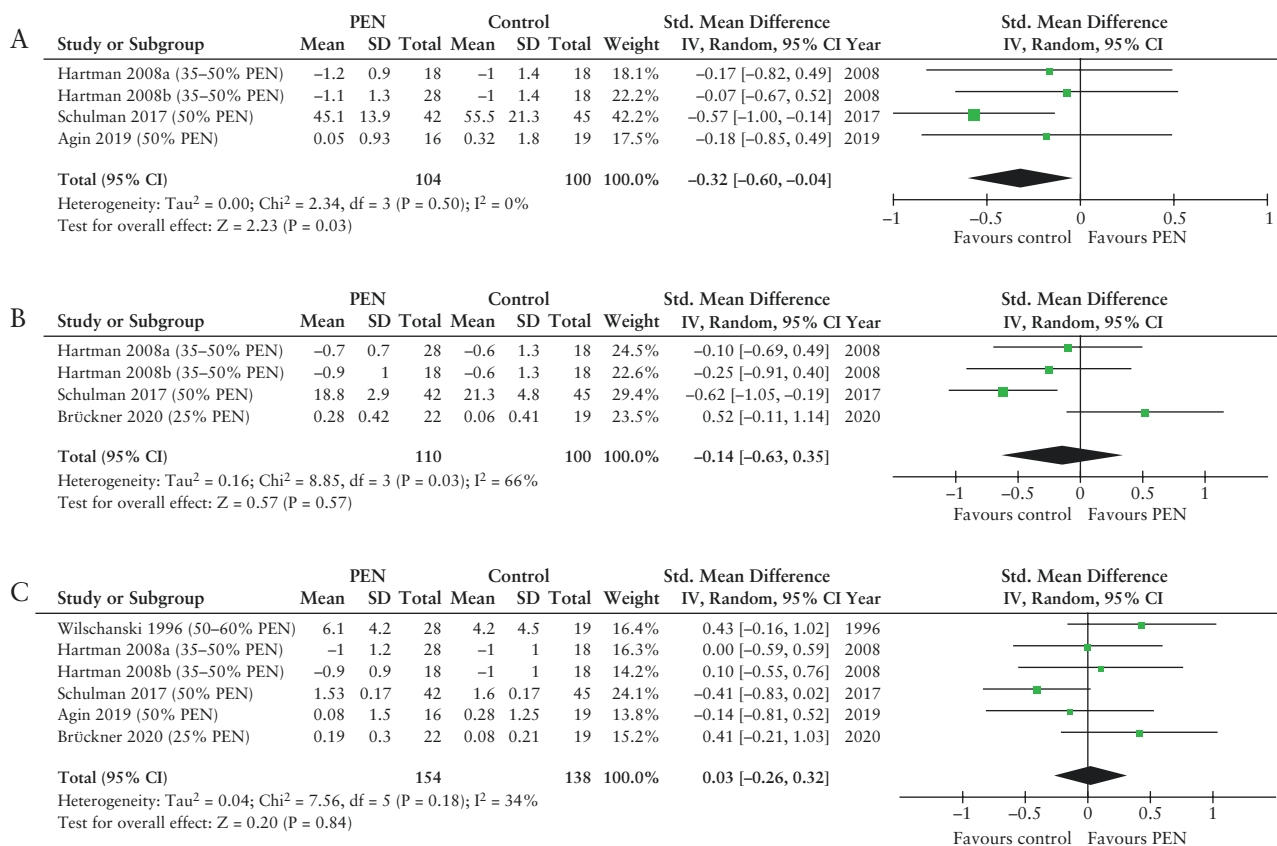 A
PEN Control Std. Mean Difference Std. Mean Difference
Study or Subgroup Mean SD Total Mean SD Total Weight IV, Random, 95% CI Year IV, Random, 95% CI
Hartman 2008a (35–50% PEN) −1.2 0.9 18 −1 1.4 18 18.1% −0.17 [−0.82, 0.49] 2008
Hartman 2008b (35–50% PEN) −1.1 1.3 28 −1 1.4 18 22.2% −0.07 [−0.67, 0.52] 2008
Schulman 2017 (50% PEN) 45.1 13.9 42 55.5 21.3 45 42.2% −0.57 [−1.00, −0.14] 2017
Agin 2019 (50% PEN) 0.05 0.93 16 0.32 1.8 19 17.5% −0.18 [−0.85, 0.49] 2019
Total (95% CI) 104 100 100.0% −0.32 [−0.60, −0.04]
Heterogeneity: Tau² = 0.00; Chi² = 2.34, df = 3 (P = 0.50); I² = 0%
Test for overall effect: Z = 2.23 (P = 0.03)
−1 −0.5 0 0.5 1
Favours control Favours PEN
B
PEN Control Std. Mean Difference Std. Mean Difference
Study or Subgroup Mean SD Total Mean SD Total Weight IV, Random, 95% CI Year IV, Random, 95% CI
Hartman 2008a (35–50% PEN) −0.7 0.7 28 −0.6 1.3 18 24.5% −0.10 [−0.69, 0.49] 2008
Hartman 2008b (35–50% PEN) −0.9 1 18 −0.6 1.3 18 22.6% −0.25 [−0.91, 0.40] 2008
Schulman 2017 (50% PEN) 18.8 2.9 42 21.3 4.8 45 29.4% −0.62 [−1.05, −0.19] 2017
Brückner 2020 (25% PEN) 0.28 0.42 22 0.06 0.41 19 23.5% 0.52 [−0.11, 1.14] 2020
Total (95% CI) 110 100 100.0% −0.14 [−0.63, 0.35]
Heterogeneity: Tau² = 0.16; Chi² = 8.85, df = 3 (P = 0.03); I² = 66%
Test for overall effect: Z = 0.57 (P = 0.57)
−1 −0.5 0 0.5 1
Favours control Favours PEN
C
PEN Control Std. Mean Difference Std. Mean Difference
Study or Subgroup Mean SD Total Mean SD Total Weight IV, Random, 95% CI Year IV, Random, 95% CI
Wilschanski 1996 (50–60% PEN) 6.1 4.2 28 4.2 4.5 19 16.4% 0.43 [−0.16, 1.02] 1996
Hartman 2008a (35–50% PEN) −1 1.2 28 −1 1 18 16.3% 0.00 [−0.59, 0.59] 2008
Hartman 2008b (35–50% PEN) −0.9 0.9 18 −1 1 18 14.2% 0.10 [−0.55, 0.76] 2008
Schulman 2017 (50% PEN) 1.53 0.17 42 1.6 0.17 45 24.1% −0.41 [−0.83, 0.02] 2017
Agin 2019 (50% PEN) 0.08 1.5 16 0.28 1.25 19 13.8% −0.14 [−0.81, 0.52] 2019
Brückner 2020 (25% PEN) 0.19 0.3 22 0.08 0.21 19 15.2% 0.41 [−0.21, 1.03] 2020
Total (95% CI) 154 138 100.0% 0.03 [−0.26, 0.32]
Heterogeneity: Tau² = 0.04; Chi² = 7.56, df = 5 (P = 0.18); I² = 34%
Test for overall effect: Z = 0.20 (P = 0.84)
−1 −0.5 0 0.5 1
Favours control Favours PEN